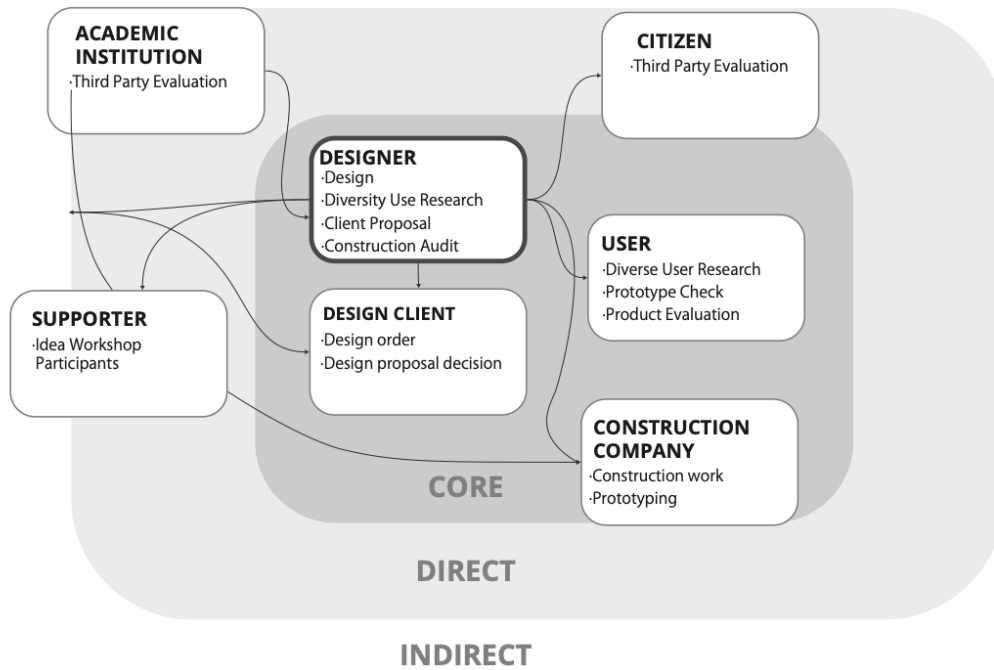 ACADEMIC
INSTITUTION
·Third Party Evaluation
CITIZEN
·Third Party Evaluation
DESIGNER
·Design
·Diversity Use Research
·Client Proposal
·Construction Audit
USER
·Diverse User Research
·Prototype Check
·Product Evaluation
SUPPORTER
·Idea Workshop
Participants
DESIGN CLIENT
·Design order
·Design proposal decision
CONSTRUCTION
COMPANY
·Construction work
·Prototyping
CORE
DIRECT
INDIRECT